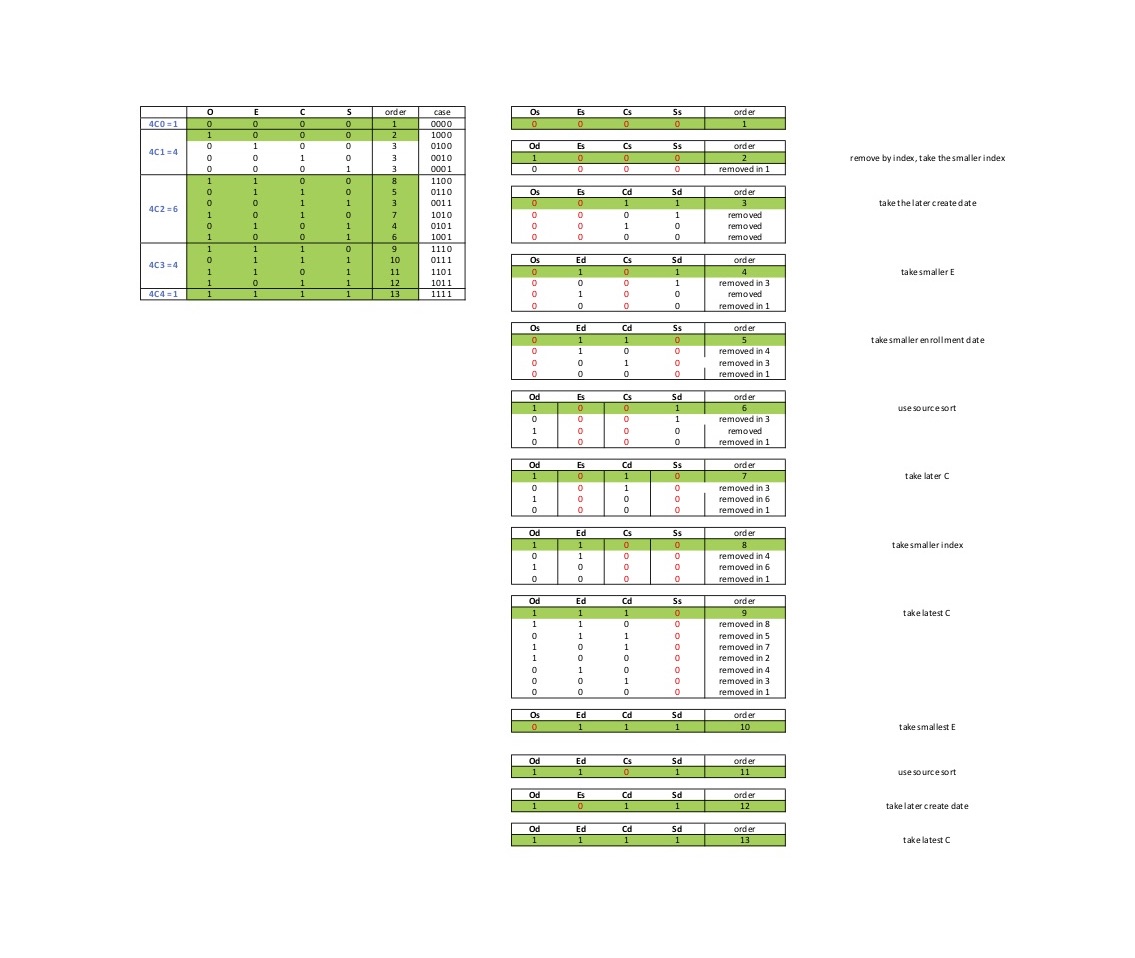 O E C S order case
4C0 = 1 0 0 0 0 1 0000
1 0 0 0 2 1000
4C1 = 4 0 1 0 0 3 0100
0 0 1 0 3 0010
0 0 0 1 3 0001
1 1 0 0 8 1100
0 1 1 0 5 0110
0 0 1 1 3 0011
4C2 = 6 1 0 1 0 7 1010
0 1 0 1 4 0101
1 0 0 1 6 1001
1 1 1 0 9 1110
4C3 = 4 0 1 1 1 10 0111
1 1 0 1 11 1101
1 0 1 1 12 1011
4C4 = 1 1 1 1 1 13 1111
Os Es Cs Ss order
0 0 0 0 1
Od Es Cs Ss order
1 0 0 0 2 remove by index, take the smaller index
0 0 0 0 removed in 1
Os Es Cd Sd order
0 0 1 1 3 take the later create date
0 0 0 1 removed
0 0 1 0 removed
0 0 0 0 removed
Os Ed Cs Sd order
0 1 0 1 4 take smaller E
0 0 0 1 removed in 3
0 1 0 0 removed
0 0 0 0 removed in 1
Os Ed Cd Ss order
0 1 1 0 5 take smaller enrollment date
0 1 0 0 removed in 4
0 0 1 0 removed in 3
0 0 0 0 removed in 1
Od Es Cs Sd order
1 0 0 1 6 use source sort
0 0 0 1 removed in 3
1 0 0 0 removed
0 0 0 0 removed in 1
Od Es Cd Ss order
1 0 1 0 7 take later C
0 0 1 0 removed in 3
1 0 0 0 removed in 6
0 0 0 0 removed in 1
Od Ed Cs Ss order
1 1 0 0 8 take smaller index
0 1 0 0 removed in 4
1 0 0 0 removed in 6
0 0 0 0 removed in 1
Od Ed Cd Ss order
1 1 1 0 9 take latest C
1 1 0 0 removed in 8
0 1 1 0 removed in 5
1 0 1 0 removed in 7
1 0 0 0 removed in 2
0 1 0 0 removed in 4
0 0 1 0 removed in 3
0 0 0 0 removed in 1
Os Ed Cd Sd order
0 1 1 1 10 take smallest E
Od Ed Cs Sd order
1 1 0 1 11 use source sort
Od Es Cd Sd order
1 0 1 1 12 take later create date
Od Ed Cd Sd order
1 1 1 1 13 take latest C